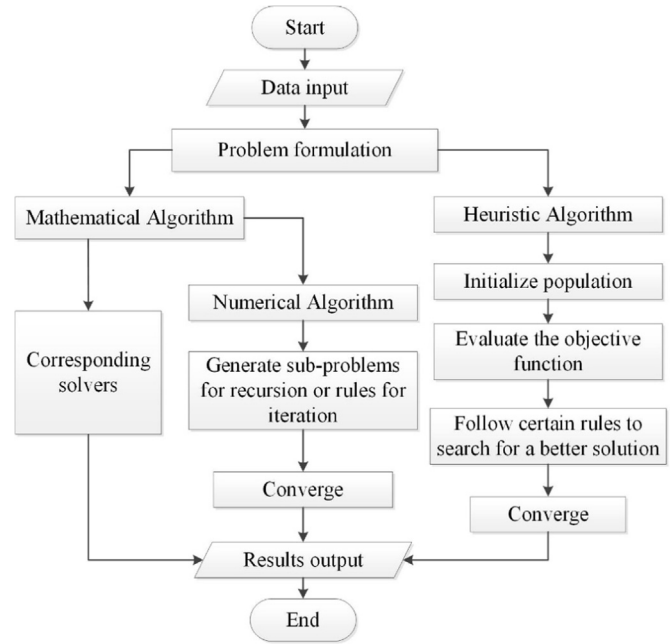 Start
Data input
Problem formulation
Mathematical Algorithm
Heuristic Algorithm
Initialize population
Numerical Algorithm
Corresponding
solvers
Generate sub-problems
for recursion or rules for
iteration
Evaluate the objective
function
Follow certain rules to
search for a better solution
Converge
Converge
Results output
End